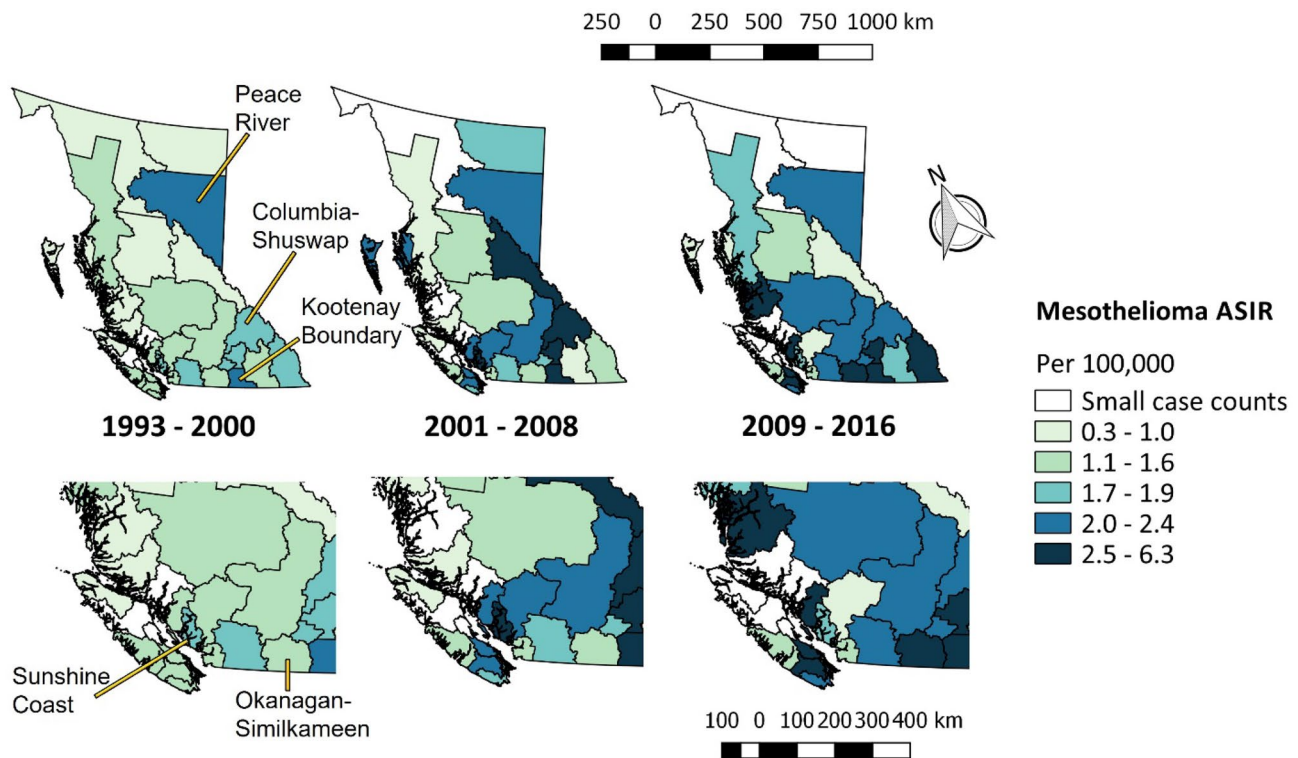 250 0 250 500 750 1000 km
Peace
River
Columbia-
Shuswap
Kootenay
Boundary
N
1993 - 2000
2001 - 2008
2009 - 2016
Mesothelioma ASIR
Per 100,000
Small case counts
0.3 - 1.0
1.1 - 1.6
1.7 - 1.9
2.0 - 2.4
2.5 - 6.3
Sunshine
Coast
Okanagan-
Similkameen
100 0 100 200 300 400 km